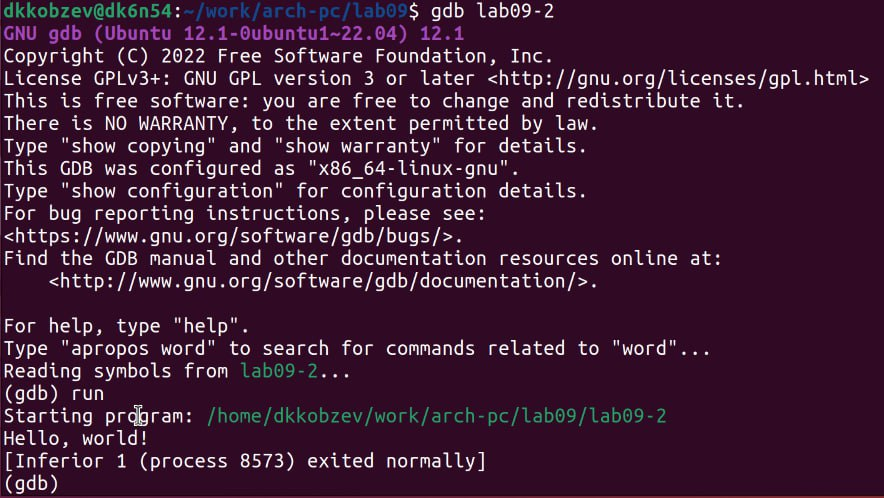 dkkobzev@dk6n54:~/work/arch-pc/lab09$ gdb lab09-2
GNU gdb (Ubuntu 12.1-0ubuntu1~22.04) 12.1
Copyright (C) 2022 Free Software Foundation, Inc.
License GPLv3+: GNU GPL version 3 or later <http://gnu.org/licenses/gpl.html>
This is free software: you are free to change and redistribute it.
There is NO WARRANTY, to the extent permitted by law.
Type "show copying" and "show warranty" for details.
This GDB was configured as "x86_64-linux-gnu".
Type "show configuration" for configuration details.
For bug reporting instructions, please see:
<https://www.gnu.org/software/gdb/bugs/>.
Find the GDB manual and other documentation resources online at:
    <http://www.gnu.org/software/gdb/documentation/>.

For help, type "help".
Type "apropos word" to search for commands related to "word"...
Reading symbols from lab09-2...
(gdb) run
Starting program: /home/dkkobzev/work/arch-pc/lab09/lab09-2
Hello, world!
[Inferior 1 (process 8573) exited normally]
(gdb)